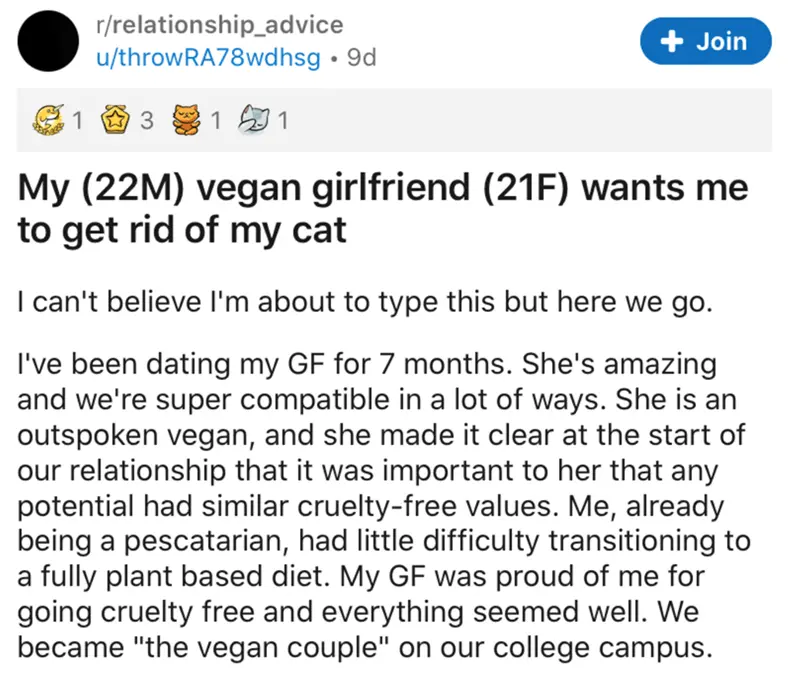 r/relationship_advice
u/throwRA78wdhsg • 9d
+ Join
1 3 1 1
My (22M) vegan girlfriend (21F) wants me
to get rid of my cat
I can't believe I'm about to type this but here we go.
I've been dating my GF for 7 months. She's amazing
and we're super compatible in a lot of ways. She is an
outspoken vegan, and she made it clear at the start of
our relationship that it was important to her that any
potential had similar cruelty-free values. Me, already
being a pescatarian, had little difficulty transitioning to
a fully plant based diet. My GF was proud of me for
going cruelty free and everything seemed well. We
became "the vegan couple" on our college campus.